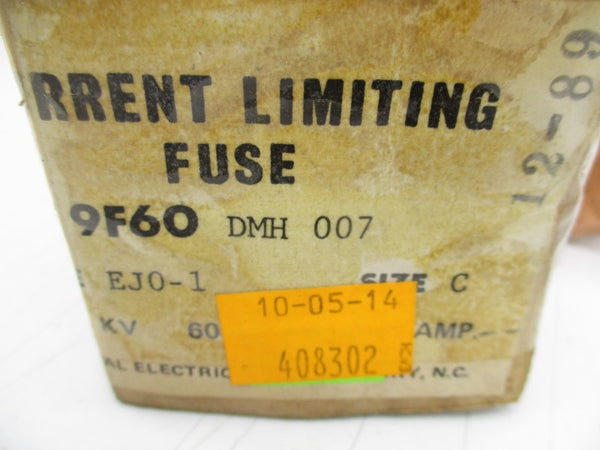 RRENT LIMITING
FUSE
9F60 DMH 007
EJO-1 SIZE C
KV 60 AMP.--
AL ELECTRIC Y, N.C.
10-05-14
408302
12-89